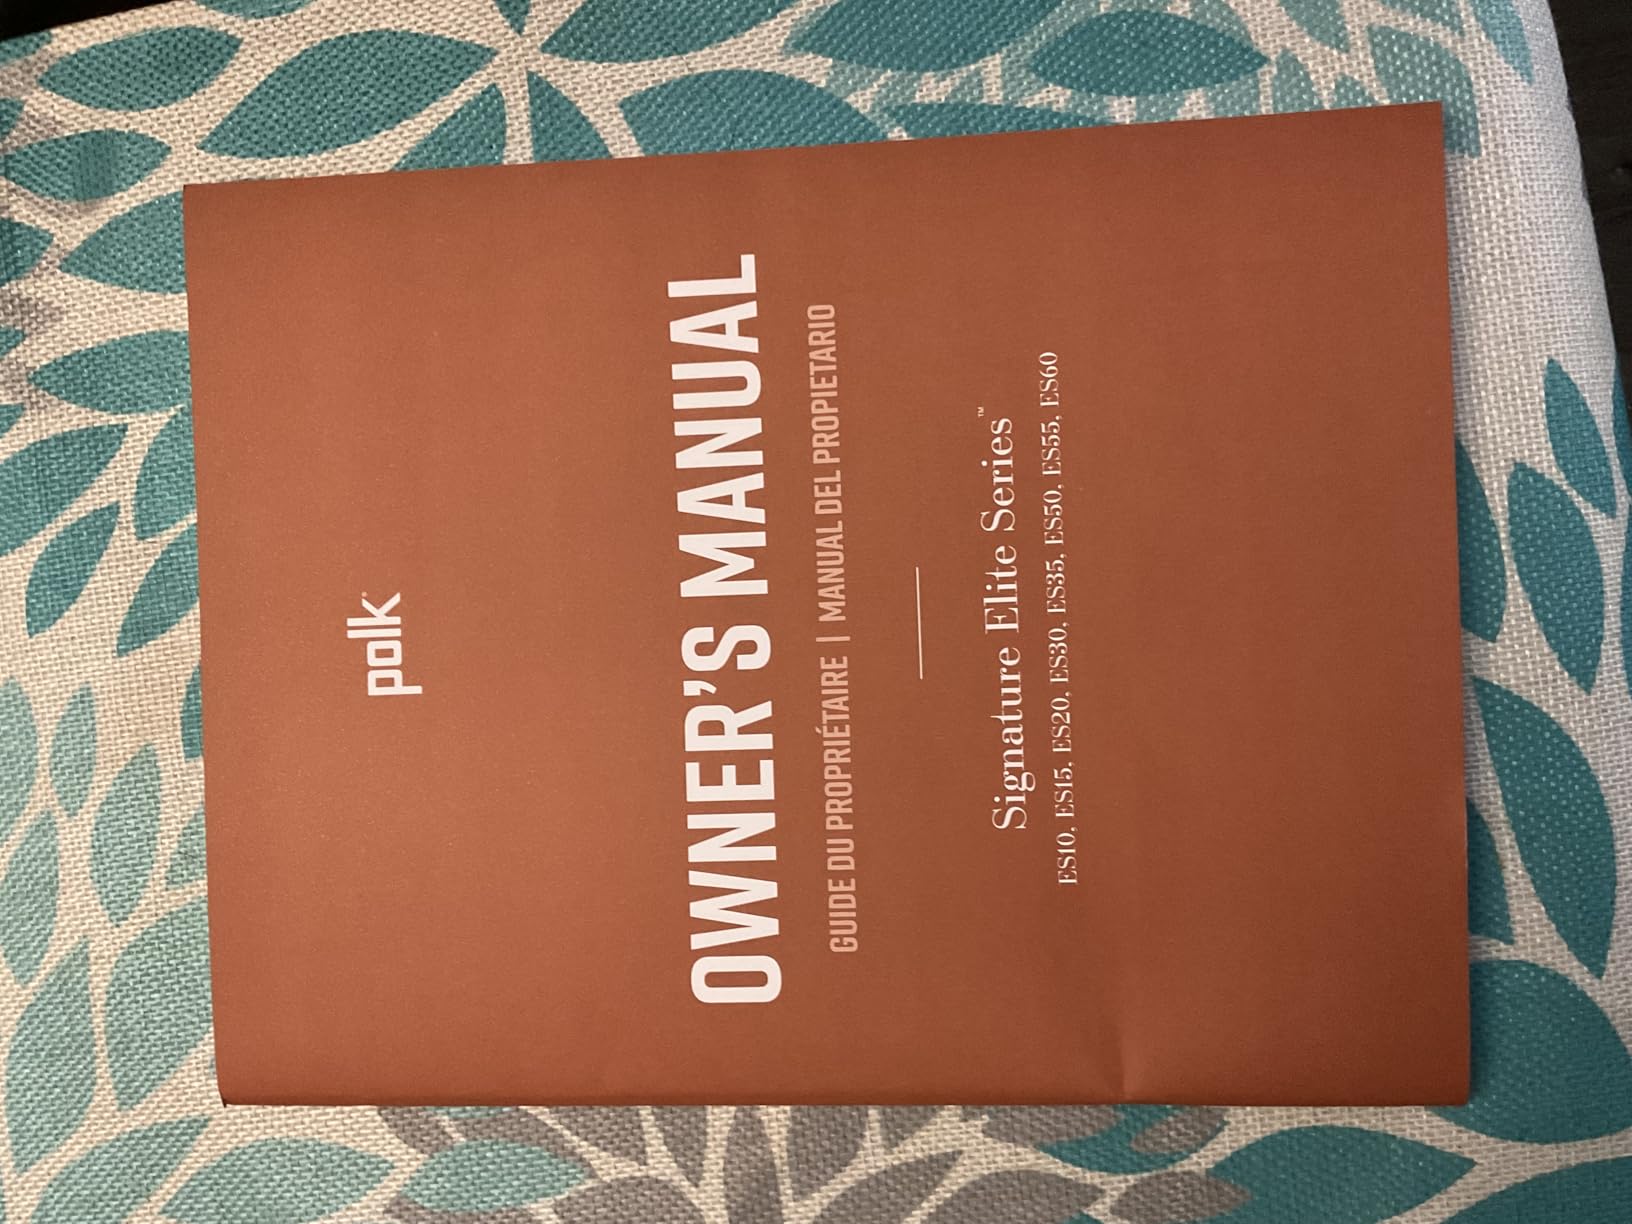 polk®
OWNER'S MANUAL
GUIDE DU PROPRIÉTAIRE | MANUAL DEL PROPIETARIO
Signature Elite Series™
ES10, ES15, ES20, ES30, ES35, ES50, ES55, ES60